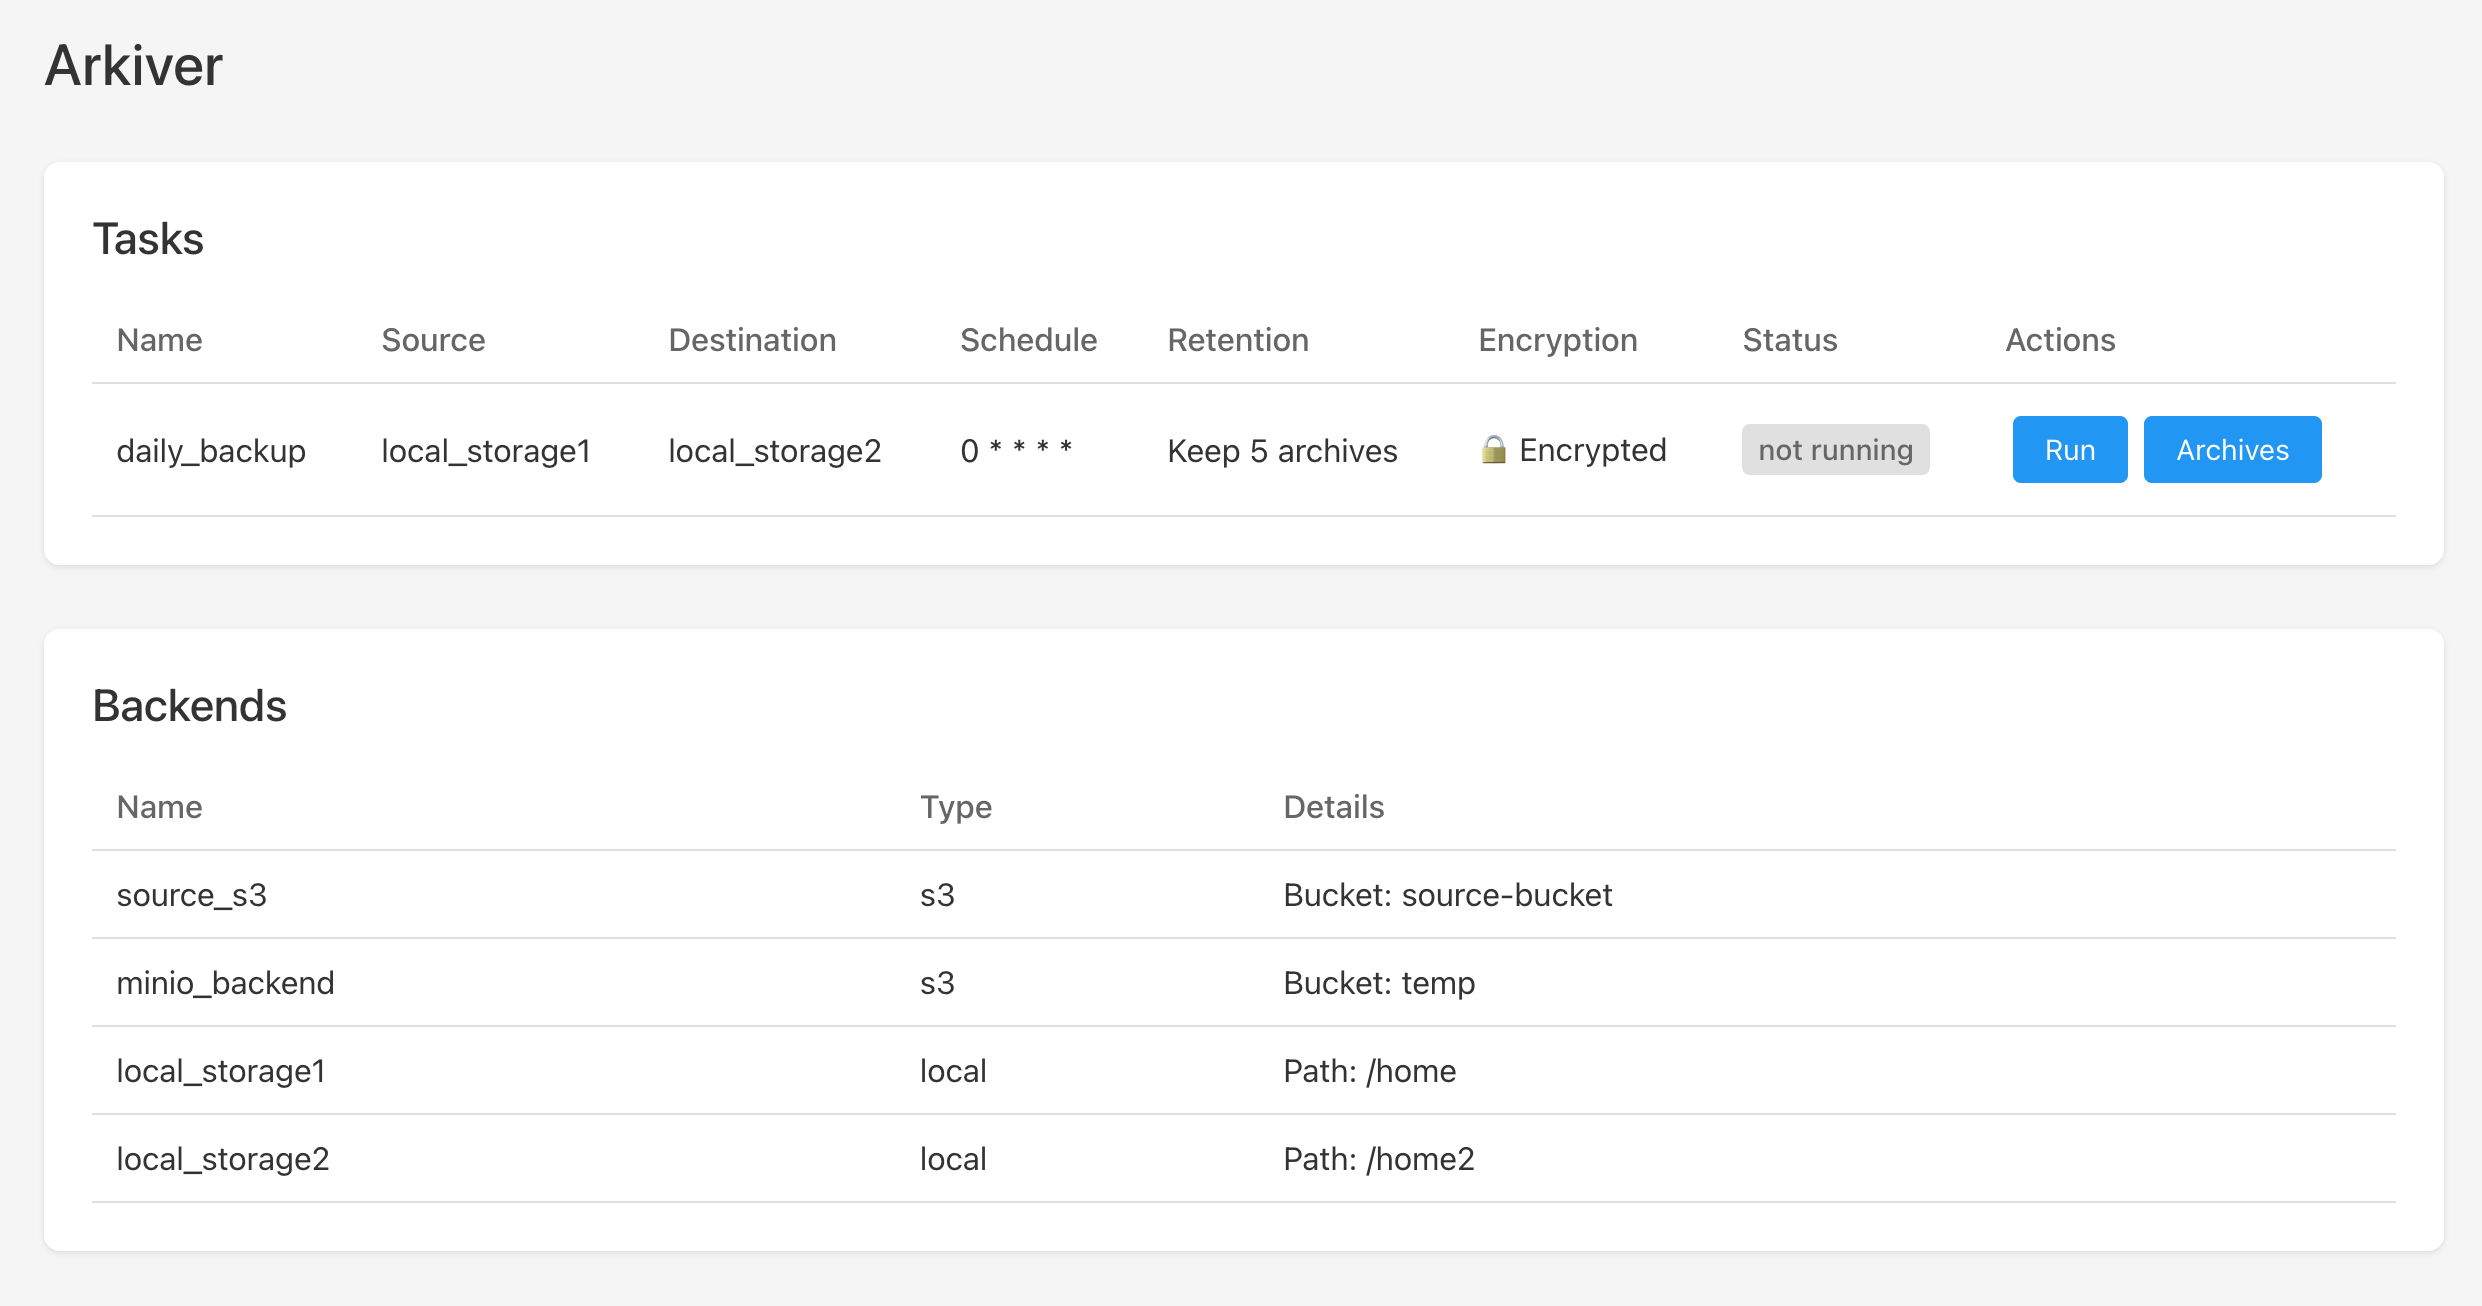 Arkiver
Tasks
Name Source Destination Schedule Retention Encryption Status Actions
daily_backup local_storage1 local_storage2 0 * * * * Keep 5 archives 🔒 Encrypted not running Run Archives
Backends
Name Type Details
source_s3 s3 Bucket: source-bucket
minio_backend s3 Bucket: temp
local_storage1 local Path: /home
local_storage2 local Path: /home2